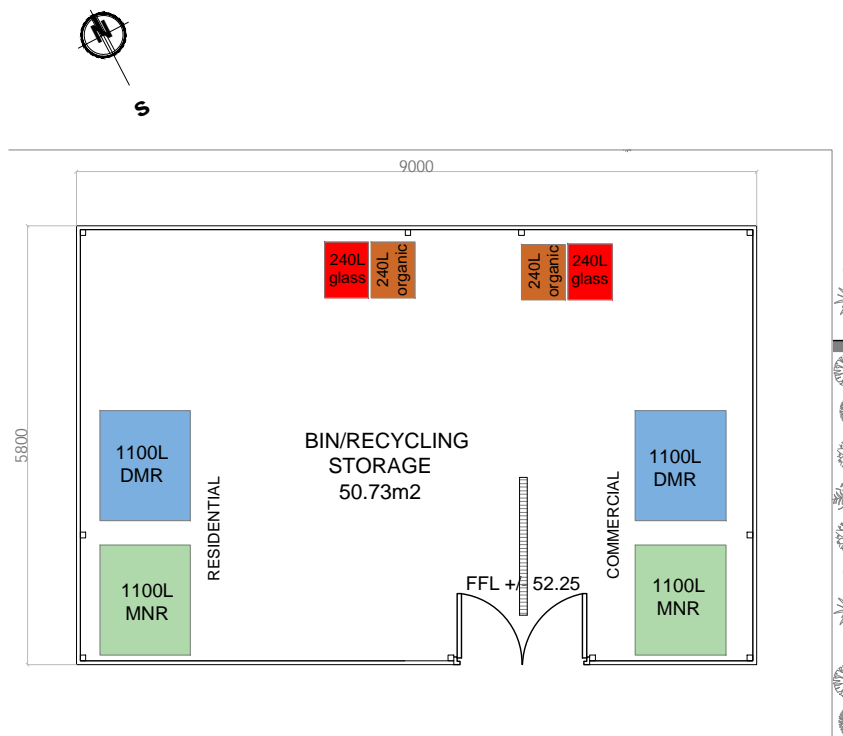 N
S
9000
5800
240L
glass
240L
organic
240L
organic
240L
glass
1100L
DMR
BIN/RECYCLING
STORAGE
50.73m2
1100L
DMR
RESIDENTIAL
COMMERCIAL
FFL +/- 52.25
1100L
MNR
1100L
MNR